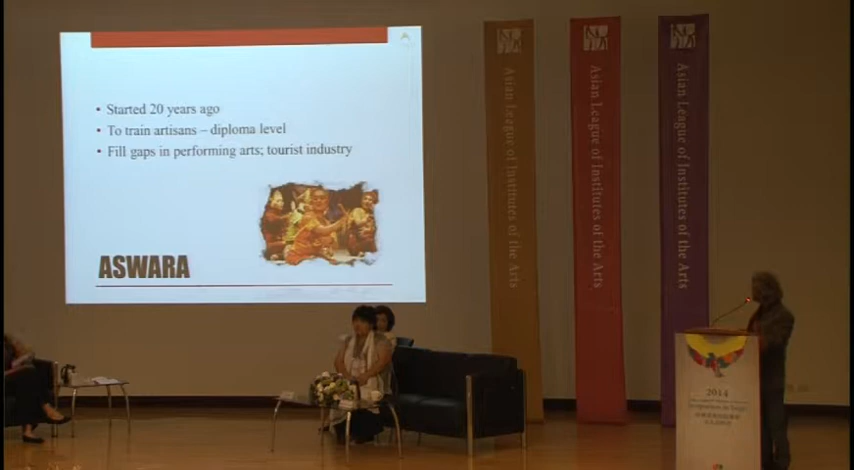 • Started 20 years ago
• To train artisans – diploma level
• Fill gaps in performing arts; tourist industry
ASWARA
Asian League of Institutes of the Arts
Asian League of Institutes of the Arts
Asian League of Institutes of the Arts
2014